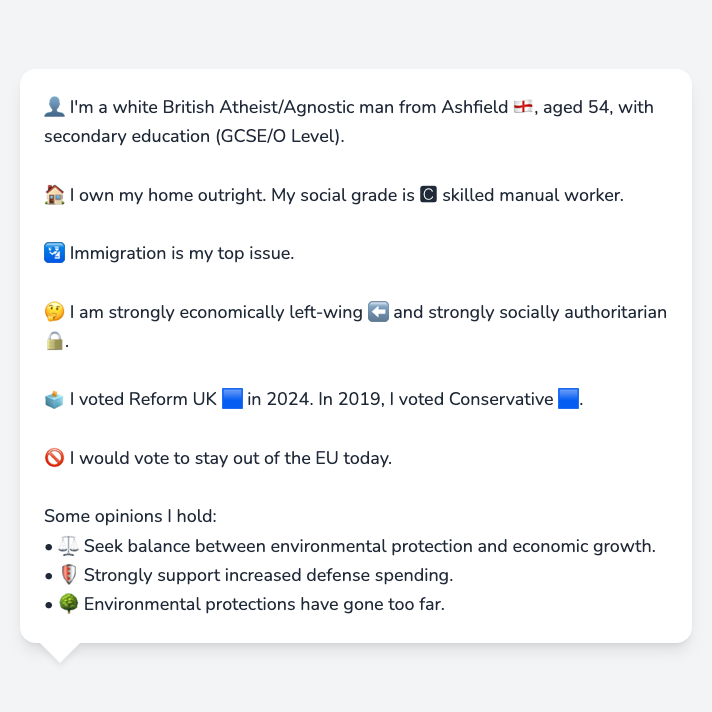 👤 I'm a white British Atheist/Agnostic man from Ashfield 🏴󠁧󠁢󠁥󠁮󠁧󠁿, aged 54, with
secondary education (GCSE/O Level).
🏠 I own my home outright. My social grade is 🅲 skilled manual worker.
🛂 Immigration is my top issue.
🤔 I am strongly economically left-wing ⬅️ and strongly socially authoritarian
🔒.
🗳️ I voted Reform UK 🟦 in 2024. In 2019, I voted Conservative 🟦.
🚫 I would vote to stay out of the EU today.
Some opinions I hold:
• ⚖️ Seek balance between environmental protection and economic growth.
• 🛡️ Strongly support increased defense spending.
• 🌳 Environmental protections have gone too far.